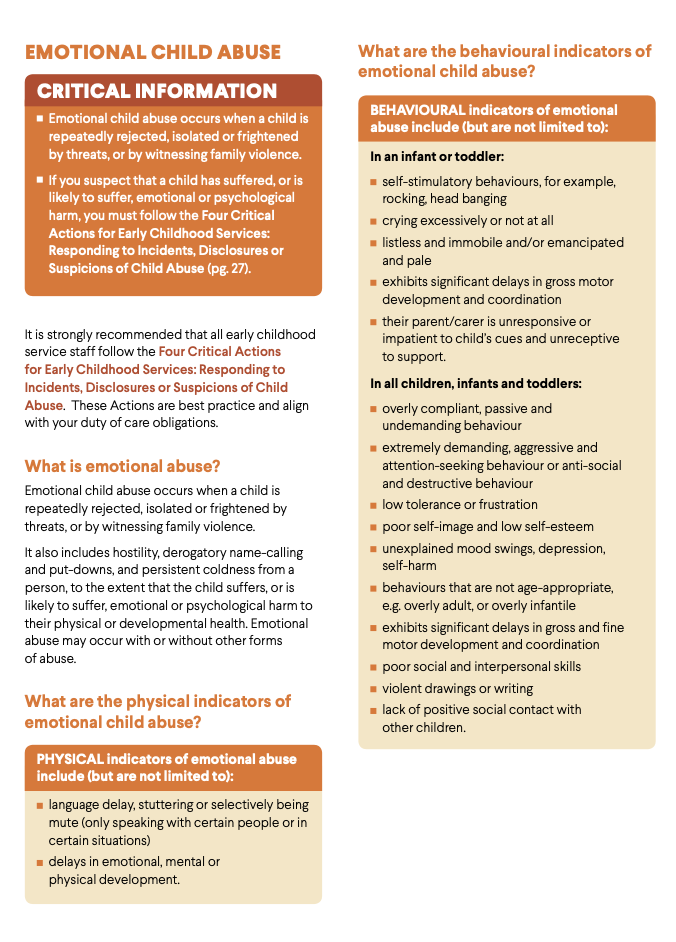 EMOTIONAL CHILD ABUSE
CRITICAL INFORMATION
■ Emotional child abuse occurs when a child is
repeatedly rejected, isolated or frightened
by threats, or by witnessing family violence.
■ If you suspect that a child has suffered, or is
likely to suffer, emotional or psychological
harm, you must follow the Four Critical
Actions for Early Childhood Services:
Responding to Incidents, Disclosures or
Suspicions of Child Abuse (pg. 27).
It is strongly recommended that all early childhood
service staff follow the Four Critical Actions
for Early Childhood Services: Responding to
Incidents, Disclosures or Suspicions of Child
Abuse. These Actions are best practice and align
with your duty of care obligations.
What is emotional abuse?
Emotional child abuse occurs when a child is
repeatedly rejected, isolated or frightened by
threats, or by witnessing family violence.
It also includes hostility, derogatory name-calling
and put-downs, and persistent coldness from a
person, to the extent that the child suffers, or is
likely to suffer, emotional or psychological harm to
their physical or developmental health. Emotional
abuse may occur with or without other forms
of abuse.
What are the physical indicators of
emotional child abuse?
PHYSICAL indicators of emotional abuse
include (but are not limited to):
■ language delay, stuttering or selectively being
mute (only speaking with certain people or in
certain situations)
■ delays in emotional, mental or
physical development.
What are the behavioural indicators of
emotional child abuse?
BEHAVIOURAL indicators of emotional
abuse include (but are not limited to):
In an infant or toddler:
■ self-stimulatory behaviours, for example,
rocking, head banging
■ crying excessively or not at all
■ listless and immobile and/or emancipated
and pale
■ exhibits significant delays in gross motor
development and coordination
■ their parent/carer is unresponsive or
impatient to child's cues and unreceptive
to support.
In all children, infants and toddlers:
■ overly compliant, passive and
undemanding behaviour
■ extremely demanding, aggressive and
attention-seeking behaviour or anti-social
and destructive behaviour
■ low tolerance or frustration
■ poor self-image and low self-esteem
■ unexplained mood swings, depression,
self-harm
■ behaviours that are not age-appropriate,
e.g. overly adult, or overly infantile
■ exhibits significant delays in gross and fine
motor development and coordination
■ poor social and interpersonal skills
■ violent drawings or writing
■ lack of positive social contact with
other children.